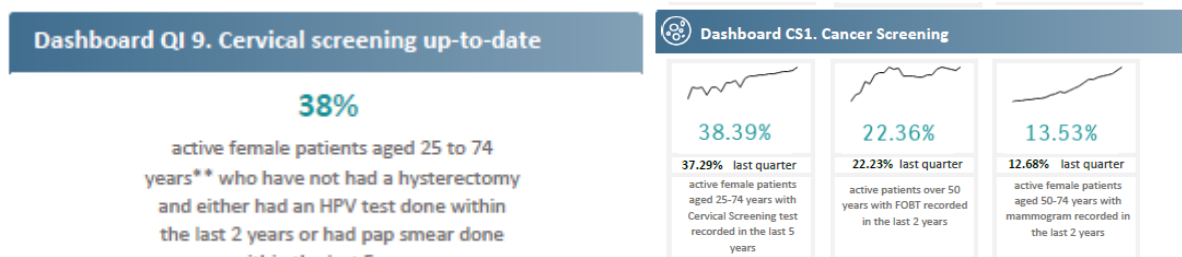 Dashboard QI 9. Cervical screening up-to-date
38%
active female patients aged 25 to 74
years** who have not had a hysterectomy
and either had an HPV test done within
the last 2 years or had pap smear done
Dashboard CS1. Cancer Screening
38.39%
37.29% last quarter
active female patients
aged 25-74 years with
Cervical Screening test
recorded in the last 5
years
22.36%
22.23% last quarter
active patients over 50
years with FOBT recorded
in the last 2 years
13.53%
12.68% last quarter
active female patients
aged 50-74 years with
mammogram recorded in
the last 2 years